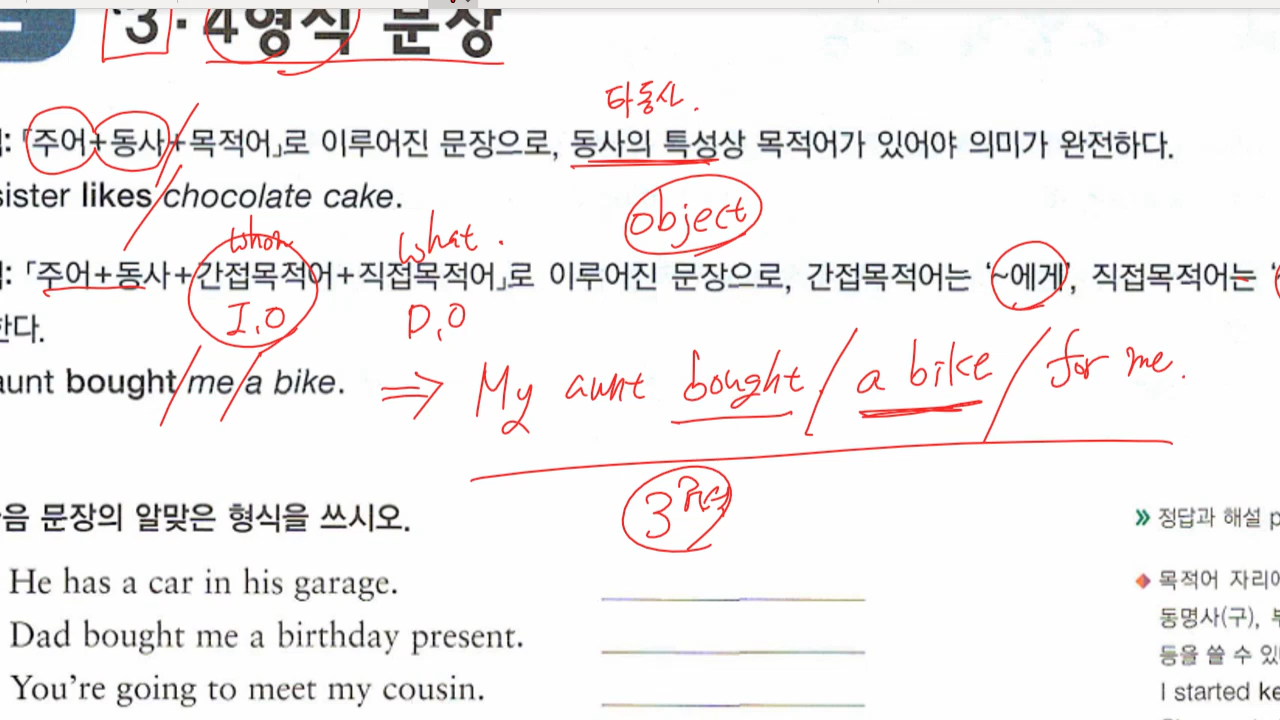 3·4형식 문장
타동사.
: 「주어+동사+목적어」로 이루어진 문장으로, 동사의 특성상 목적어가 있어야 의미가 완전하다.
sister likes chocolate cake.
object
whom
what.
: 「주어+동사+간접목적어+직접목적어」로 이루어진 문장으로, 간접목적어는 '~에게', 직접목적어는 '
I.O
D.O
한다.
aunt bought me a bike. ⇒ My aunt bought / a bike / for me.
3형식
음 문장의 알맞은 형식을 쓰시오.
» 정답과 해설 p
He has a car in his garage.
◆ 목적어 자리에
동명사(구), 부
Dad bought me a birthday present.
등을 쓸 수 있
You're going to meet my cousin.
I started ke